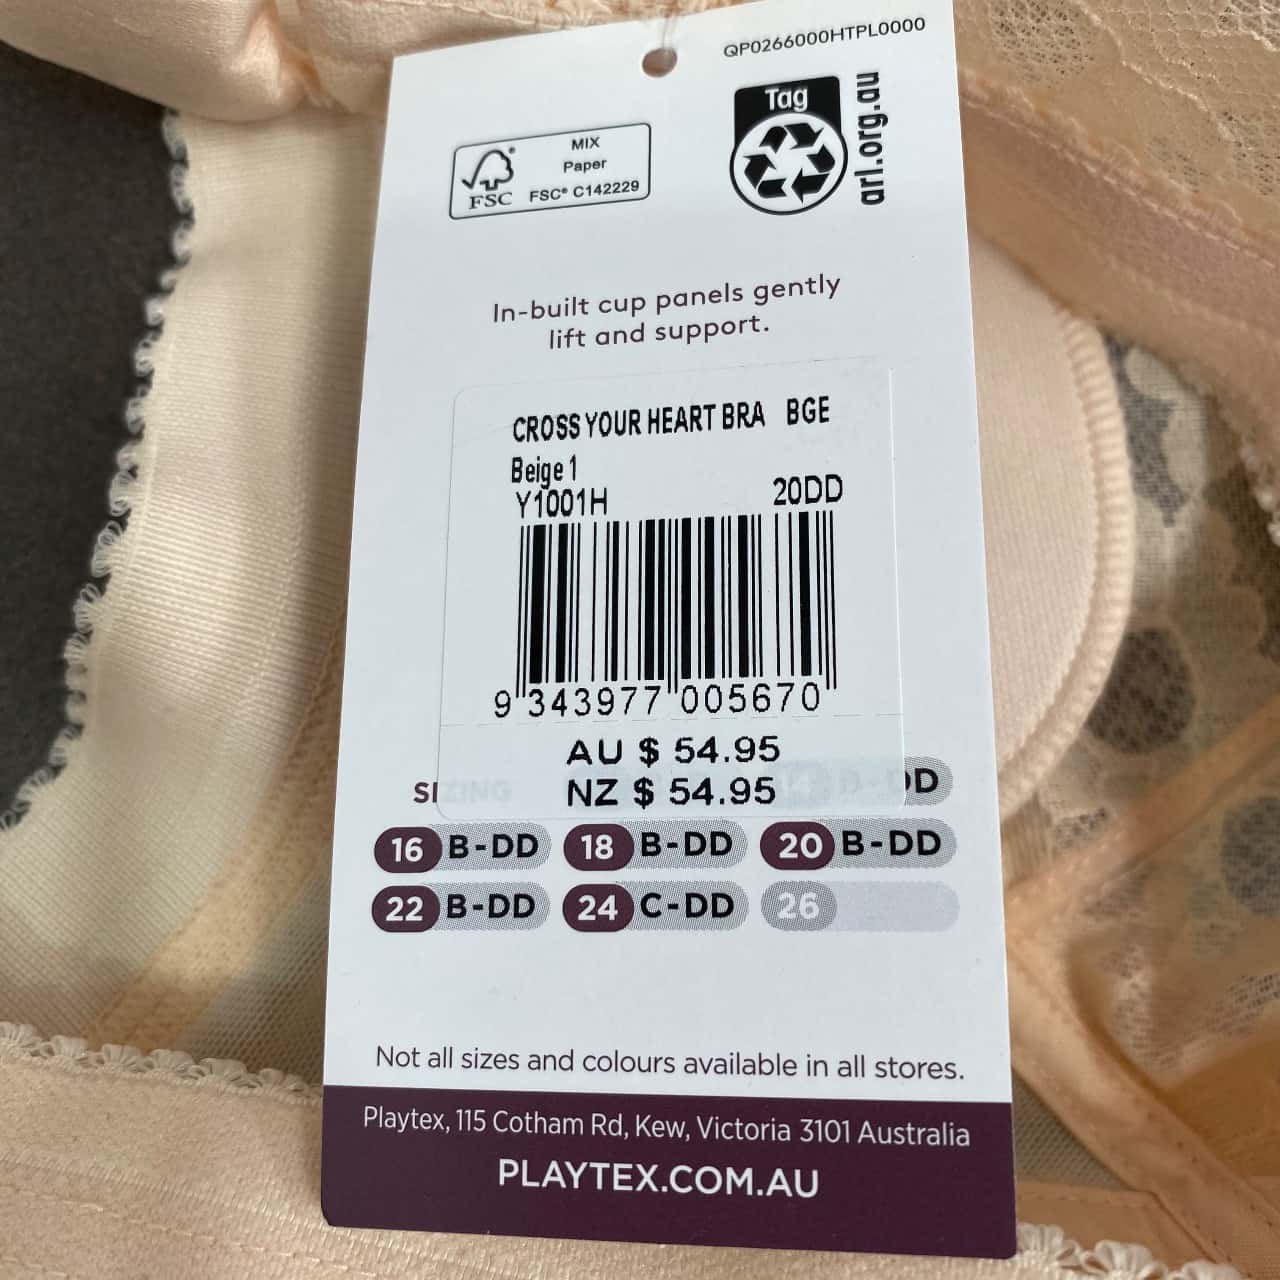 QP0266000HTPL0000
Tag
arl.org.au
MIX
Paper
FSC® C142229
FSC
In-built cup panels gently
lift and support.
CROSS YOUR HEART BRA BGE
Beige 1
Y1001H 20DD
9 343977 005670
AU $ 54.95
NZ $ 54.95
SIZING 14 B-DD
16 B-DD 18 B-DD 20 B-DD
22 B-DD 24 C-DD 26
Not all sizes and colours available in all stores.
Playtex, 115 Cotham Rd, Kew, Victoria 3101 Australia
PLAYTEX.COM.AU